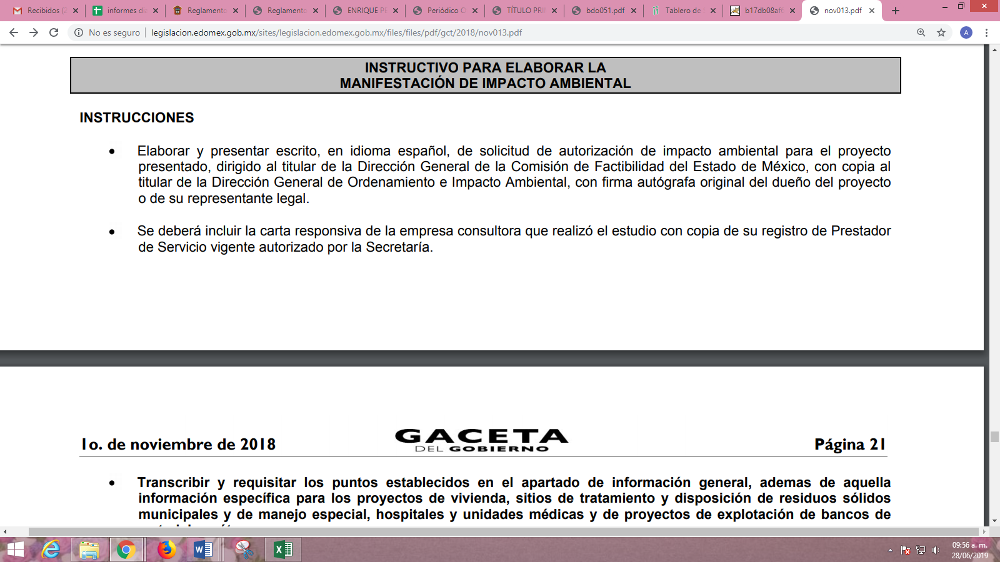 Recibidos (2
informes di
Reglamento
Reglamento
ENRIQUE PE
Periódico O
TÍTULO PRI
bdo051.pdf
Tablero de
b17db08af6
nov013.pdf
No es seguro
legislacion.edomex.gob.mx/sites/legislacion.edomex.gob.mx/files/files/pdf/gct/2018/nov013.pdf
A
INSTRUCTIVO PARA ELABORAR LA
MANIFESTACIÓN DE IMPACTO AMBIENTAL
INSTRUCCIONES
• Elaborar y presentar escrito, en idioma español, de solicitud de autorización de impacto ambiental para el proyecto
presentado, dirigido al titular de la Dirección General de la Comisión de Factibilidad del Estado de México, con copia al
titular de la Dirección General de Ordenamiento e Impacto Ambiental, con firma autógrafa original del dueño del proyecto
o de su representante legal.
• Se deberá incluir la carta responsiva de la empresa consultora que realizó el estudio con copia de su registro de Prestador
de Servicio vigente autorizado por la Secretaría.
1o. de noviembre de 2018
GACETA
DEL GOBIERNO
Página 21
• Transcribir y requisitar los puntos establecidos en el apartado de información general, ademas de aquella
información específica para los proyectos de vivienda, sitios de tratamiento y disposición de residuos sólidos
municipales y de manejo especial, hospitales y unidades médicas y de proyectos de explotación de bancos de
09:56 a. m.
28/06/2019